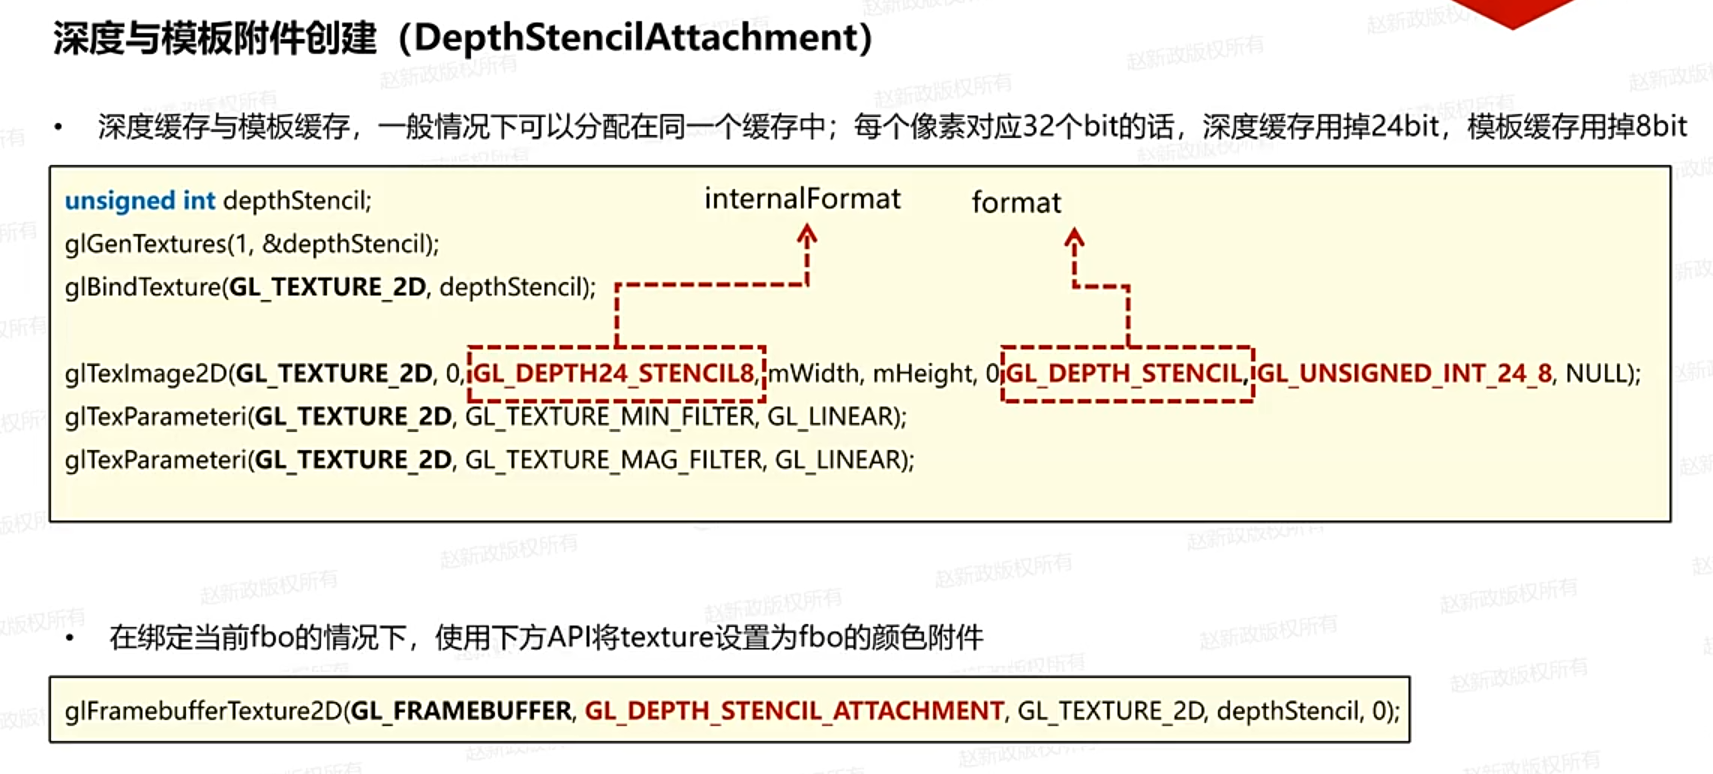 深度与模板附件创建（DepthStencilAttachment）
• 深度缓存与模板缓存，一般情况下可以分配在同一个缓存中；每个像素对应32个bit的话，深度缓存用掉24bit，模板缓存用掉8bit
internalFormat
format
unsigned int depthStencil;
glGenTextures(1, &depthStencil);
glBindTexture(GL_TEXTURE_2D, depthStencil);
glTexImage2D(GL_TEXTURE_2D, 0, GL_DEPTH24_STENCIL8, mWidth, mHeight, 0, GL_DEPTH_STENCIL, GL_UNSIGNED_INT_24_8, NULL);
glTexParameteri(GL_TEXTURE_2D, GL_TEXTURE_MIN_FILTER, GL_LINEAR);
glTexParameteri(GL_TEXTURE_2D, GL_TEXTURE_MAG_FILTER, GL_LINEAR);
• 在绑定当前fbo的情况下，使用下方API将texture设置为fbo的颜色附件
glFramebufferTexture2D(GL_FRAMEBUFFER, GL_DEPTH_STENCIL_ATTACHMENT, GL_TEXTURE_2D, depthStencil, 0);
赵新政版权所有